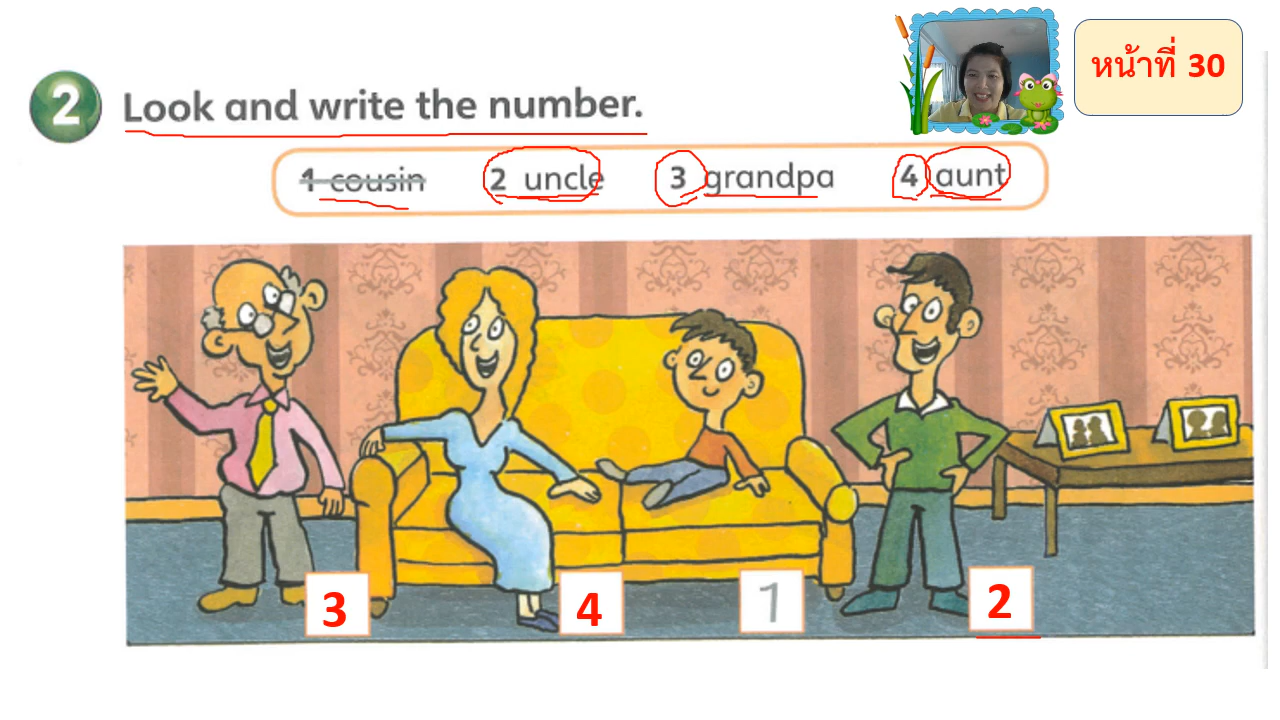 หน้าที่ 30
2 Look and write the number.
1 cousin 2 uncle 3 grandpa 4 aunt
3 4 1 2